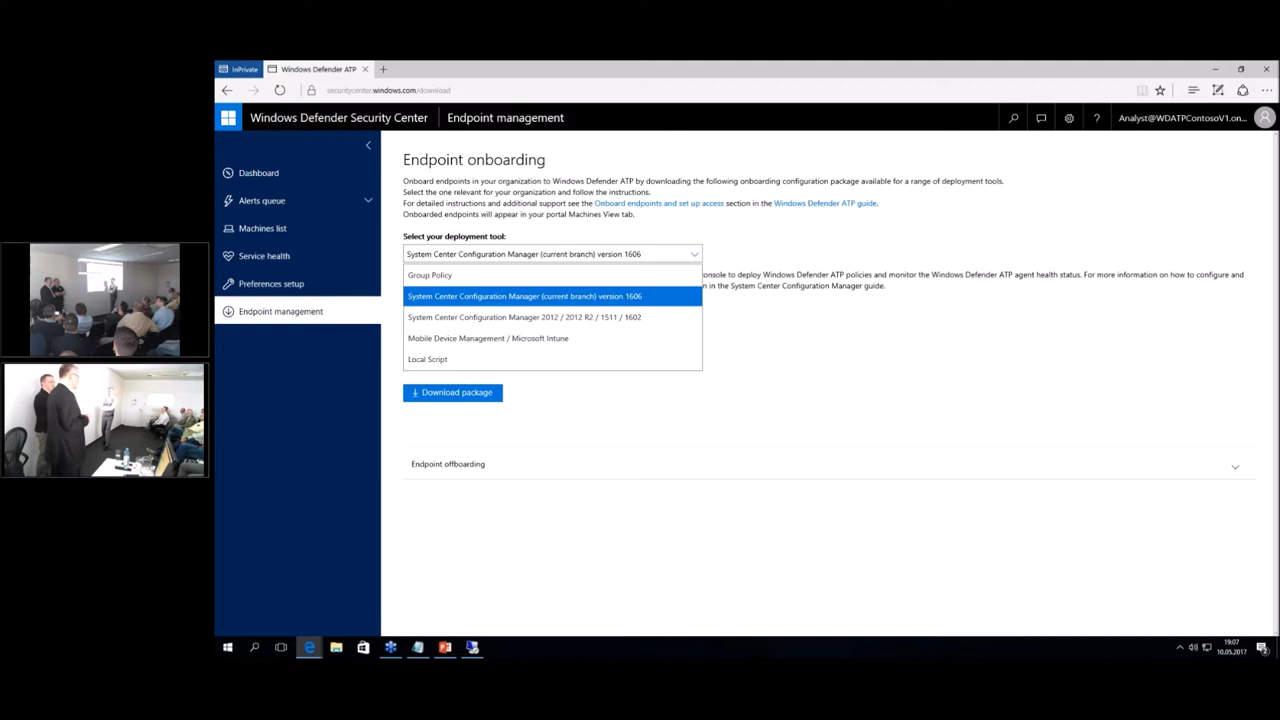 InPrivate
Windows Defender ATP
securitycenter.windows.com/download
Windows Defender Security Center
Endpoint management
Analyst@WDATPContosoV1.on...
Dashboard
Alerts queue
Machines list
Service health
Preferences setup
Endpoint management
Endpoint onboarding
Onboard endpoints in your organization to Windows Defender ATP by downloading the following onboarding configuration package available for a range of deployment tools.
Select the one relevant for your organization and follow the instructions.
For detailed instructions and additional support see the Onboard endpoints and set up access section in the Windows Defender ATP guide.
Onboarded endpoints will appear in your portal Machines View tab.
Select your deployment tool:
System Center Configuration Manager (current branch) version 1606
Group Policy
console to deploy Windows Defender ATP policies and monitor the Windows Defender ATP agent health status. For more information on how to configure and
n in the System Center Configuration Manager guide.
System Center Configuration Manager (current branch) version 1606
System Center Configuration Manager 2012 / 2012 R2 / 1511 / 1602
Mobile Device Management / Microsoft Intune
Local Script
Download package
Endpoint offboarding
19:07
10.05.2017